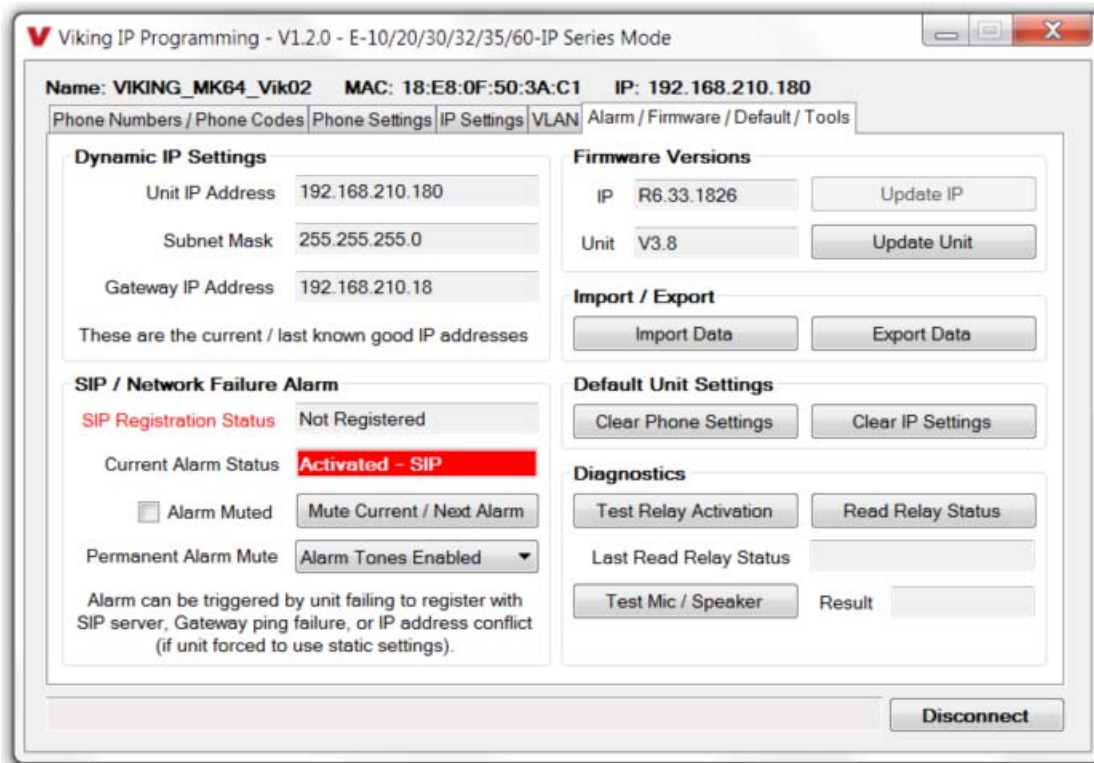 Viking IP Programming - V1.2.0 - E-10/20/30/32/35/60-IP Series Mode
Name: VIKING_MK64_Vik02 MAC: 18:E8:0F:50:3A:C1 IP: 192.168.210.180
Phone Numbers / Phone Codes Phone Settings IP Settings VLAN Alarm / Firmware / Default / Tools
Dynamic IP Settings
Unit IP Address 192.168.210.180
Subnet Mask 255.255.255.0
Gateway IP Address 192.168.210.18
These are the current / last known good IP addresses
SIP / Network Failure Alarm
SIP Registration Status Not Registered
Current Alarm Status Activated - SIP
Alarm Muted Mute Current / Next Alarm
Permanent Alarm Mute Alarm Tones Enabled
Alarm can be triggered by unit failing to register with
SIP server, Gateway ping failure, or IP address conflict
(if unit forced to use static settings).
Firmware Versions
IP R6.33.1826 Update IP
Unit V3.8 Update Unit
Import / Export
Import Data Export Data
Default Unit Settings
Clear Phone Settings Clear IP Settings
Diagnostics
Test Relay Activation Read Relay Status
Last Read Relay Status
Test Mic / Speaker Result
Disconnect